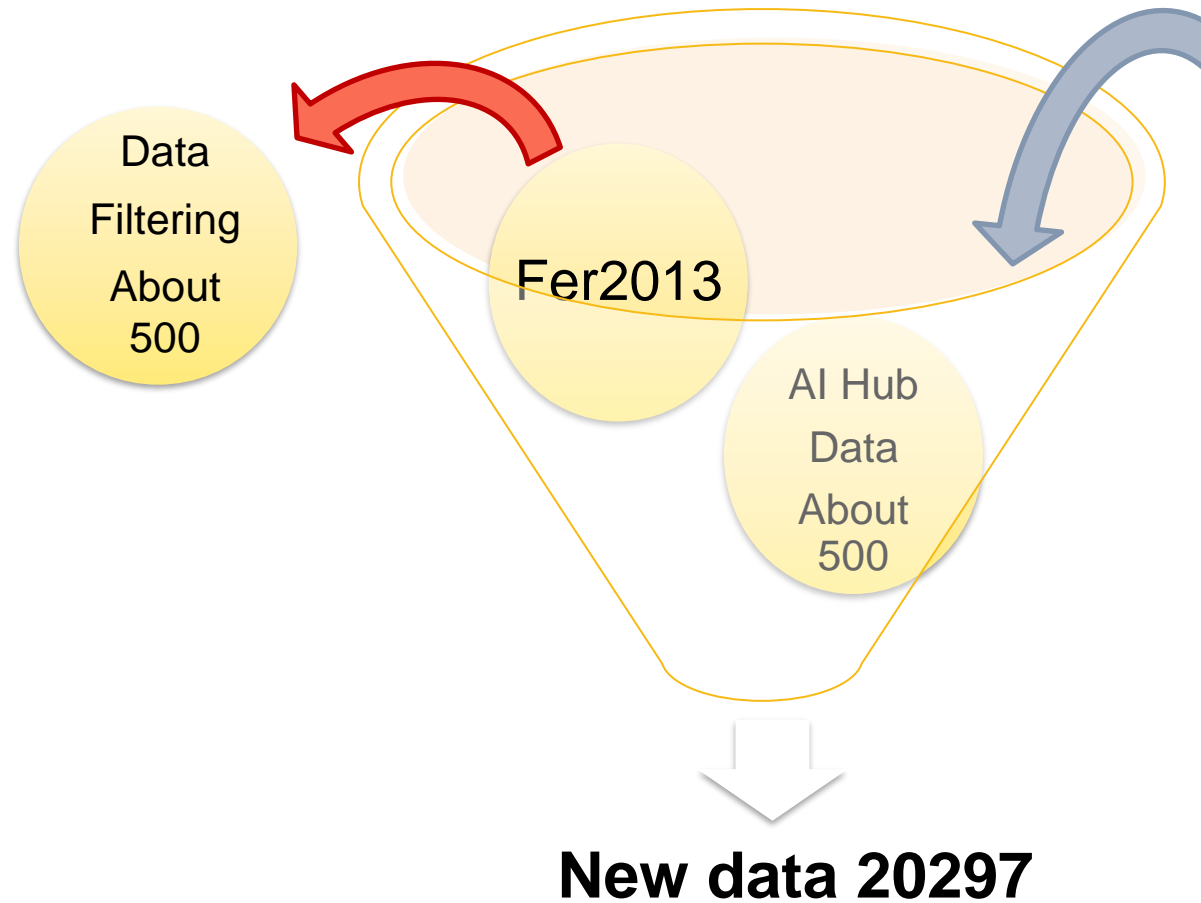 Data
Filtering
About
500
Fer2013
AI Hub
Data
About
500
New data 20297